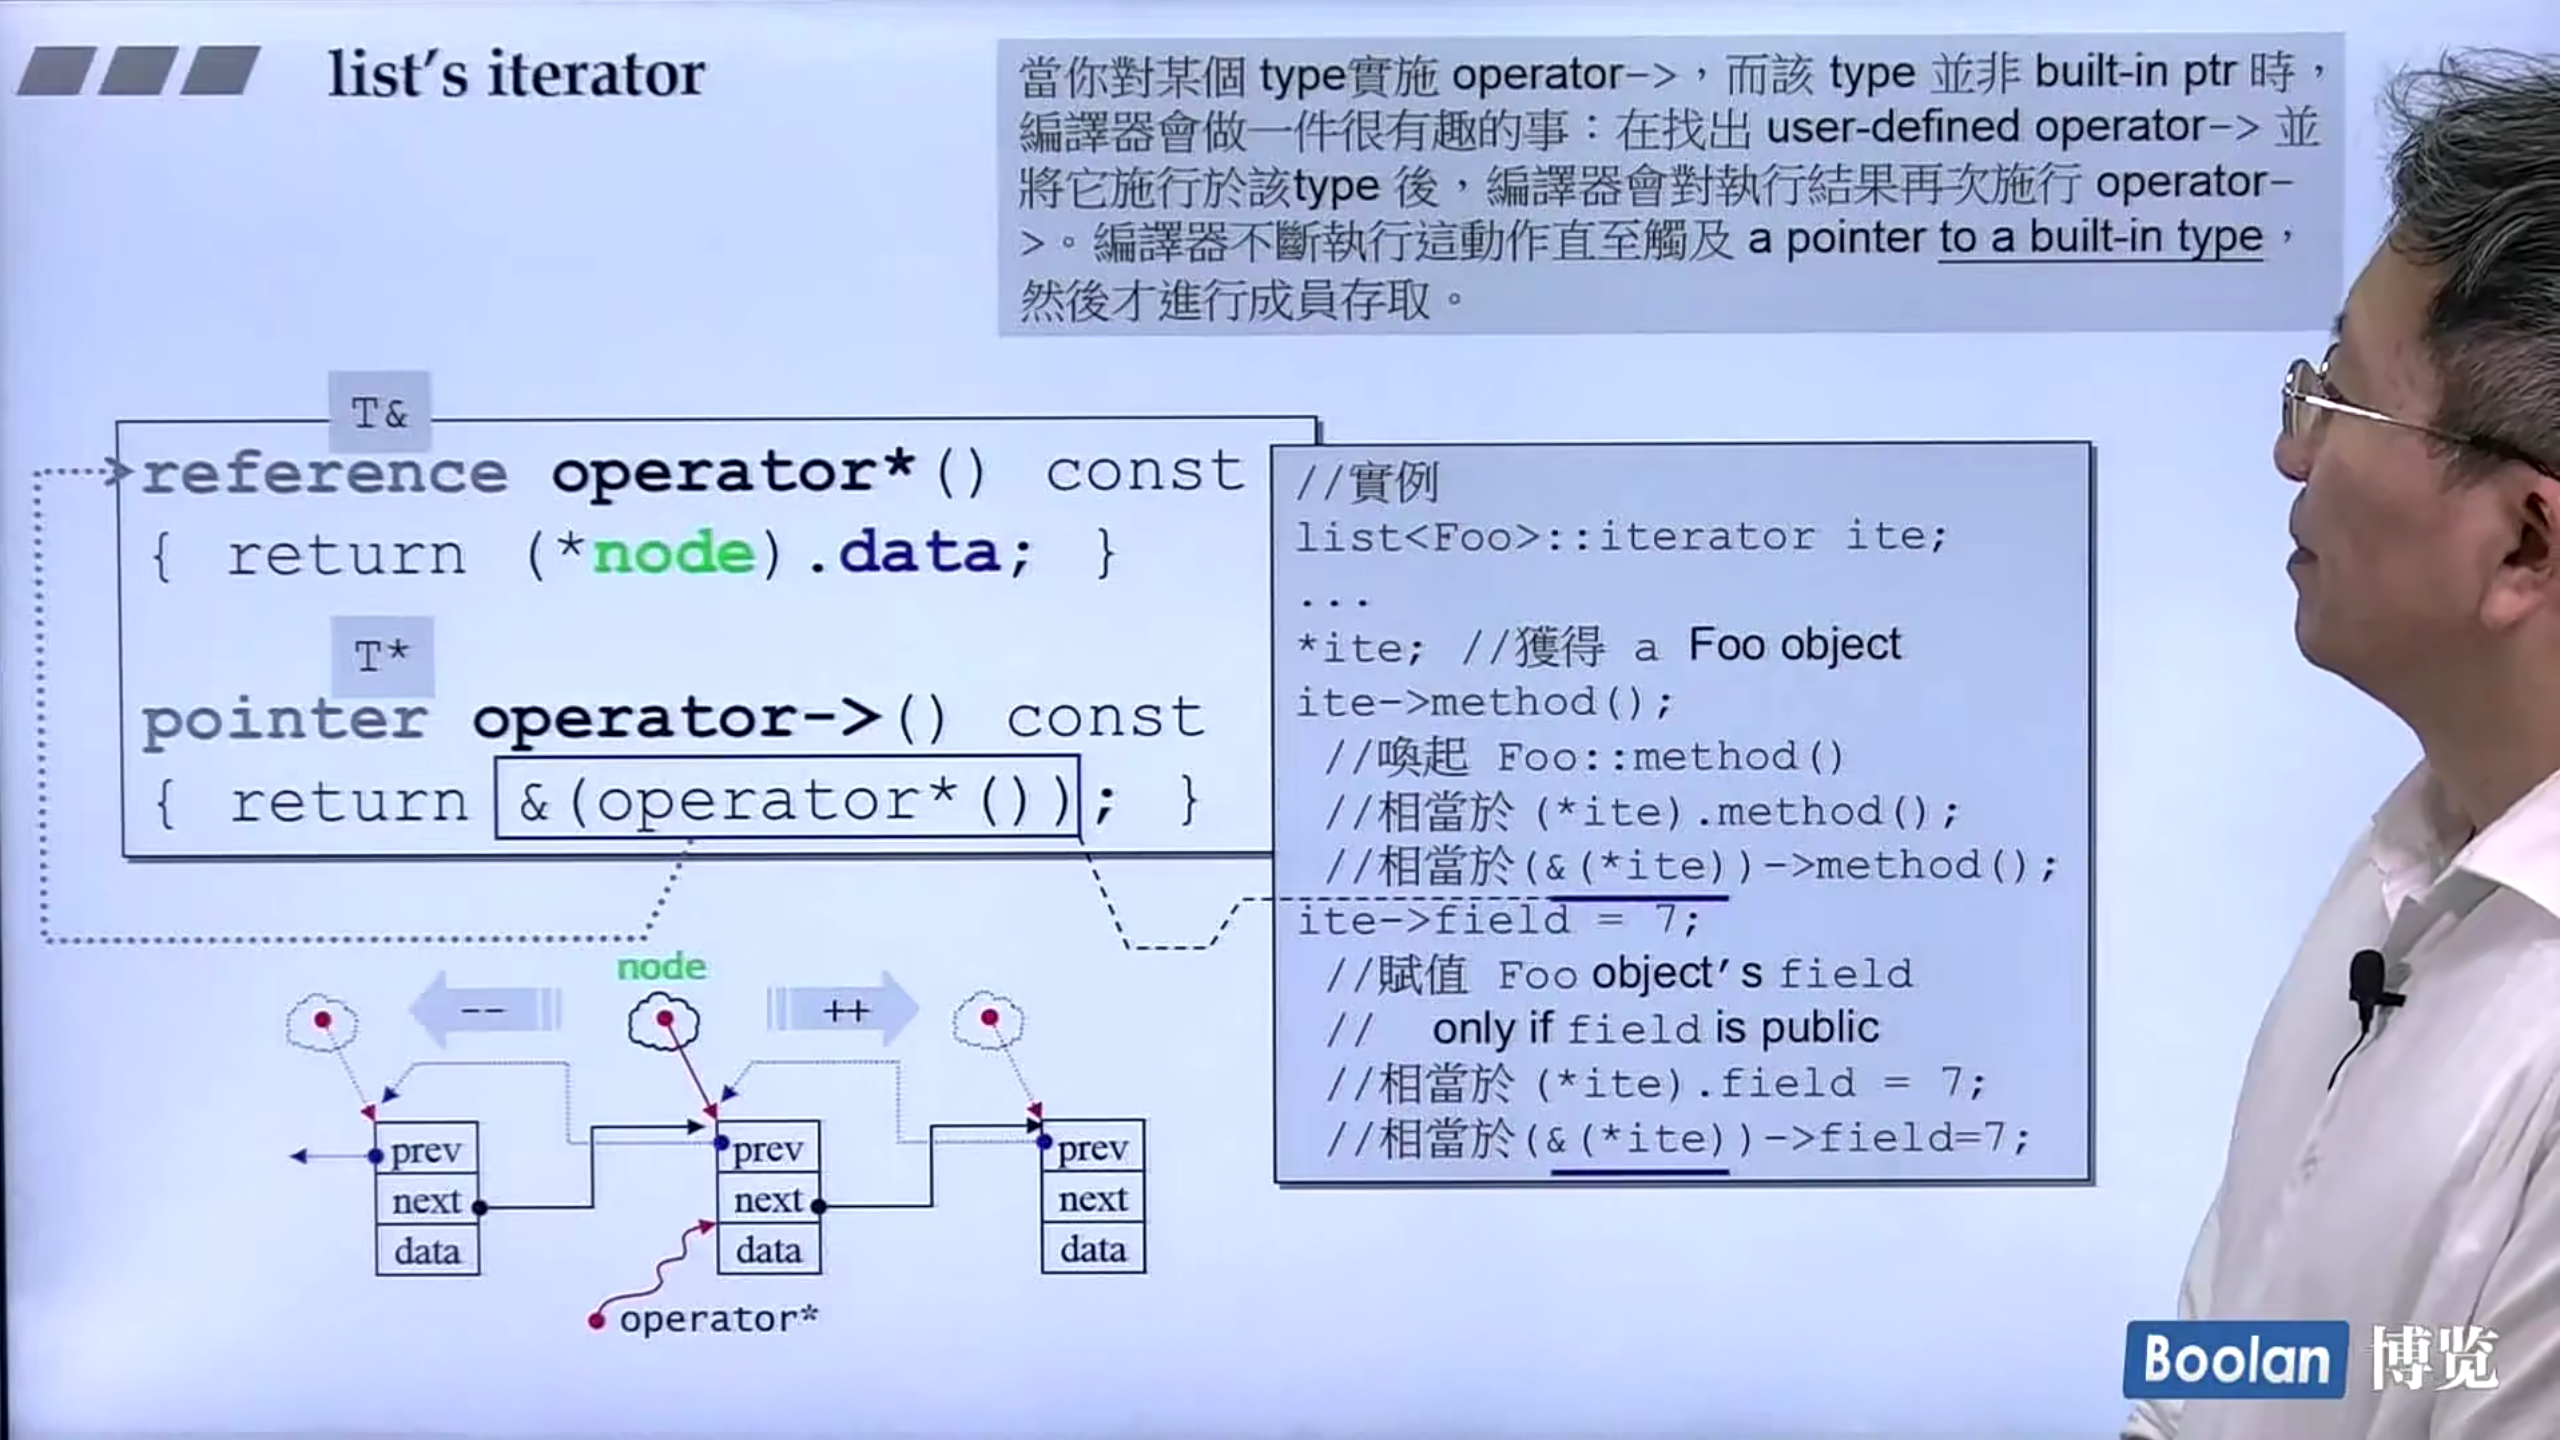 list's iterator
當你對某個 type實施 operator->，而該 type 並非 built-in ptr 時，
編譯器會做一件很有趣的事：在找出 user-defined operator-> 並
將它施行於該type 後，編譯器會對執行結果再次施行 operator-
>。編譯器不斷執行這動作直至觸及 a pointer to a built-in type，
然後才進行成員存取。
T&
reference operator*() const
{ return (*node).data; }
T*
pointer operator->() const
{ return &(operator*()); }
//實例
list<Foo>::iterator ite;
...
*ite; //獲得 a Foo object
ite->method();
//喚起 Foo::method()
//相當於 (*ite).method();
//相當於(&(*ite))->method();
ite->field = 7;
//賦值 Foo object's field
// only if field is public
//相當於 (*ite).field = 7;
//相當於(&(*ite))->field=7;
node
--
++
prev
next
data
prev
next
data
prev
next
data
operator*
Boolan 博览